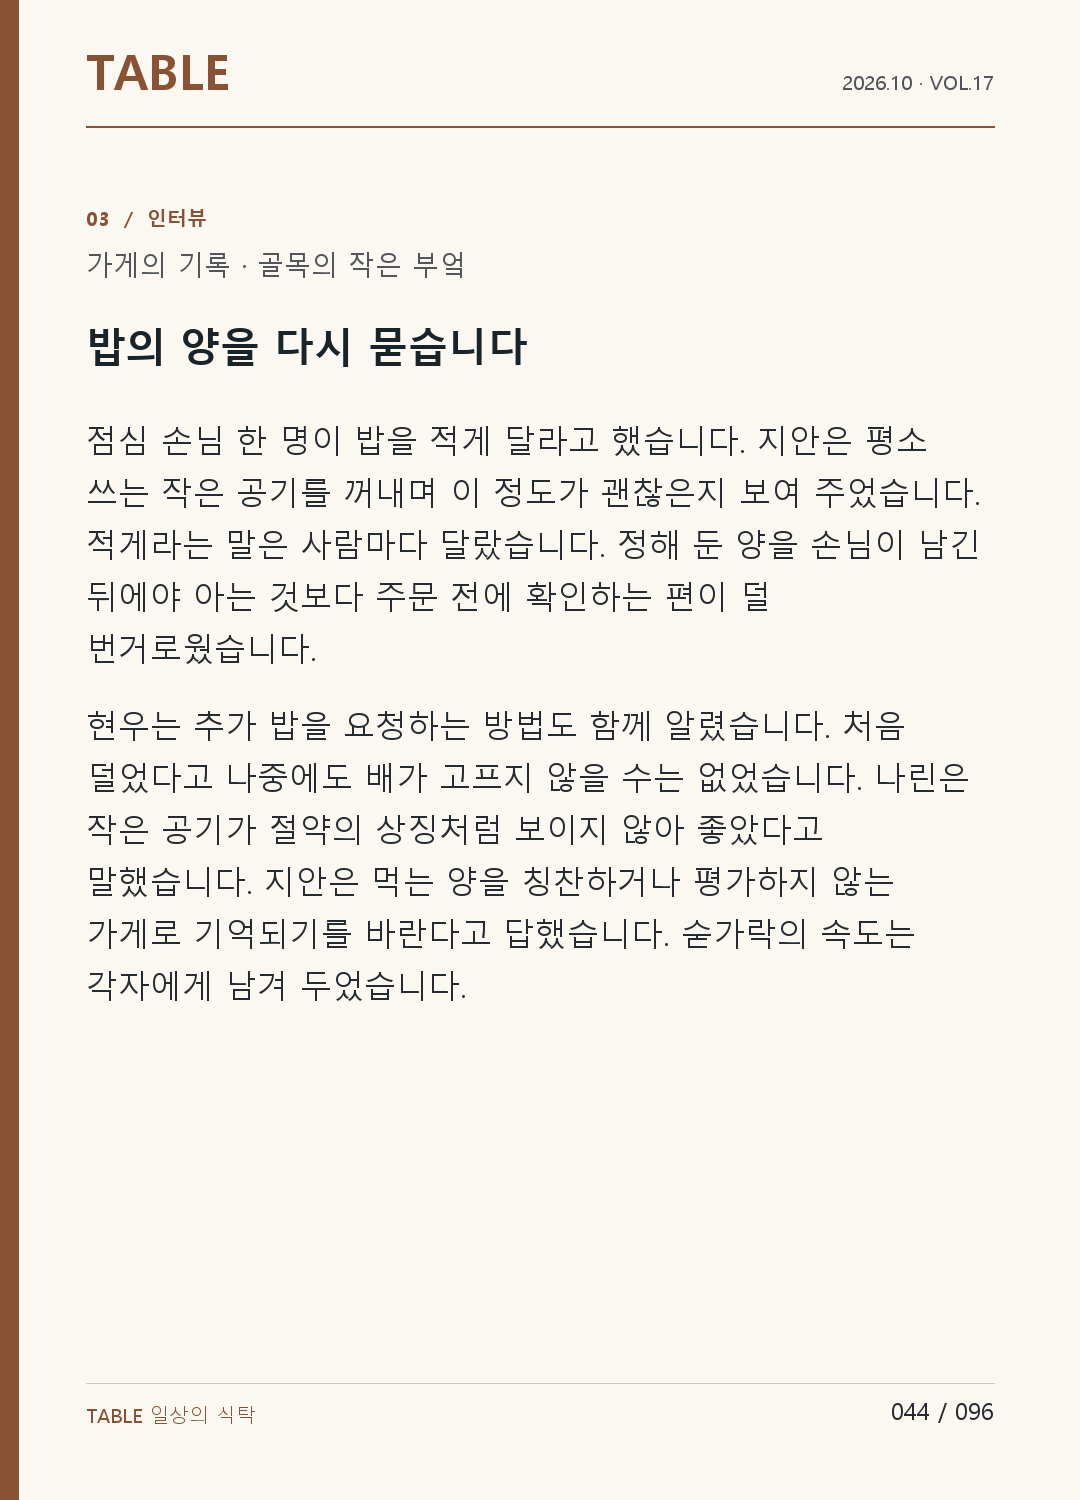 TABLE
2026.10 · VOL.17
03 / 인터뷰
가게의 기록 · 골목의 작은 부엌
밥의 양을 다시 묻습니다
점심 손님 한 명이 밥을 적게 달라고 했습니다. 지안은 평소
쓰는 작은 공기를 꺼내며 이 정도가 괜찮은지 보여 주었습니다.
적게라는 말은 사람마다 달랐습니다. 정해 둔 양을 손님이 남긴
뒤에야 아는 것보다 주문 전에 확인하는 편이 덜
번거로웠습니다.
현우는 추가 밥을 요청하는 방법도 함께 알렸습니다. 처음
덜었다고 나중에도 배가 고프지 않을 수는 없었습니다. 나린은
작은 공기가 절약의 상징처럼 보이지 않아 좋았다고
말했습니다. 지안은 먹는 양을 칭찬하거나 평가하지 않는
가게로 기억되기를 바란다고 답했습니다. 숟가락의 속도는
각자에게 남겨 두었습니다.
TABLE 일상의 식탁
044 / 096